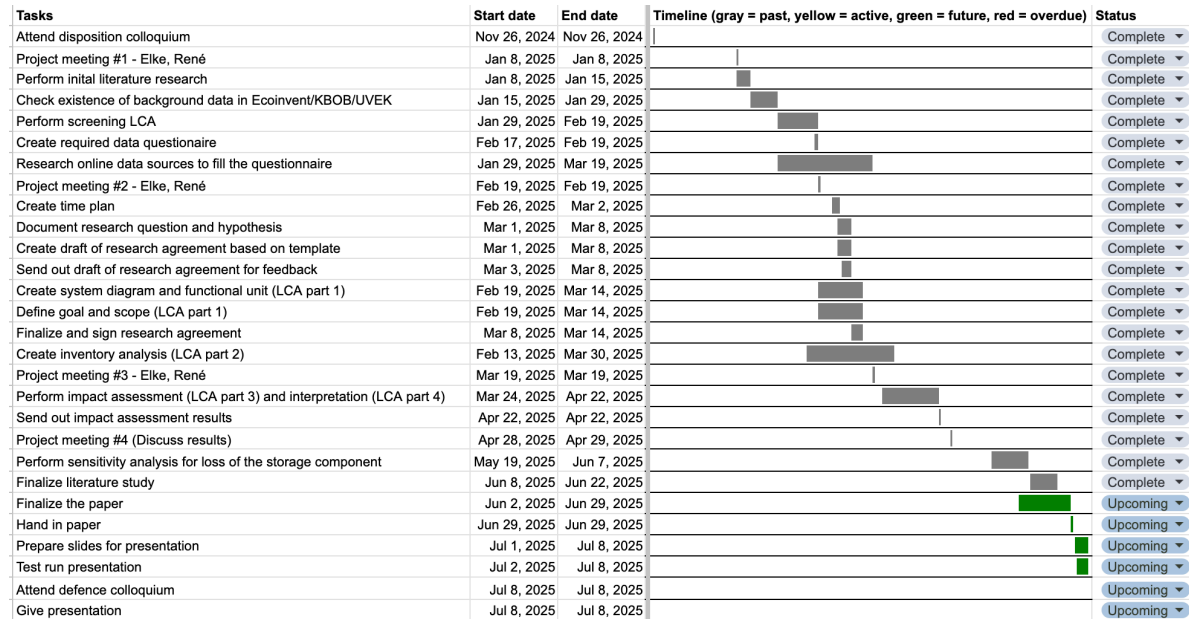 Tasks Start date End date Timeline (gray = past, yellow = active, green = future, red = overdue) Status
Attend disposition colloquium Nov 26, 2024 Nov 26, 2024 Complete
Project meeting #1 - Elke, René Jan 8, 2025 Jan 8, 2025 Complete
Perform inital literature research Jan 8, 2025 Jan 15, 2025 Complete
Check existence of background data in Ecoinvent/KBOB/UVEK Jan 15, 2025 Jan 29, 2025 Complete
Perform screening LCA Jan 29, 2025 Feb 19, 2025 Complete
Create required data questionaire Feb 17, 2025 Feb 19, 2025 Complete
Research online data sources to fill the questionnaire Jan 29, 2025 Mar 19, 2025 Complete
Project meeting #2 - Elke, René Feb 19, 2025 Feb 19, 2025 Complete
Create time plan Feb 26, 2025 Mar 2, 2025 Complete
Document research question and hypothesis Mar 1, 2025 Mar 8, 2025 Complete
Create draft of research agreement based on template Mar 1, 2025 Mar 8, 2025 Complete
Send out draft of research agreement for feedback Mar 3, 2025 Mar 8, 2025 Complete
Create system diagram and functional unit (LCA part 1) Feb 19, 2025 Mar 14, 2025 Complete
Define goal and scope (LCA part 1) Feb 19, 2025 Mar 14, 2025 Complete
Finalize and sign research agreement Mar 8, 2025 Mar 14, 2025 Complete
Create inventory analysis (LCA part 2) Feb 13, 2025 Mar 30, 2025 Complete
Project meeting #3 - Elke, René Mar 19, 2025 Mar 19, 2025 Complete
Perform impact assessment (LCA part 3) and interpretation (LCA part 4) Mar 24, 2025 Apr 22, 2025 Complete
Send out impact assessment results Apr 22, 2025 Apr 22, 2025 Complete
Project meeting #4 (Discuss results) Apr 28, 2025 Apr 29, 2025 Complete
Perform sensitivity analysis for loss of the storage component May 19, 2025 Jun 7, 2025 Complete
Finalize literature study Jun 8, 2025 Jun 22, 2025 Complete
Finalize the paper Jun 2, 2025 Jun 29, 2025 Upcoming
Hand in paper Jun 29, 2025 Jun 29, 2025 Upcoming
Prepare slides for presentation Jul 1, 2025 Jul 8, 2025 Upcoming
Test run presentation Jul 2, 2025 Jul 8, 2025 Upcoming
Attend defence colloquium Jul 8, 2025 Jul 8, 2025 Upcoming
Give presentation Jul 8, 2025 Jul 8, 2025 Upcoming